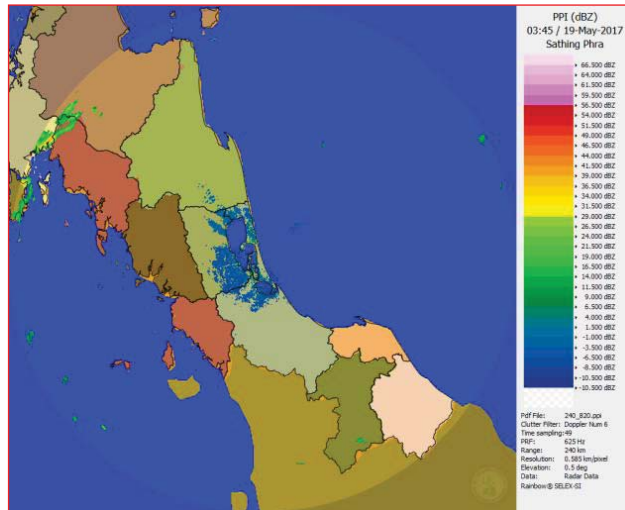 PPI (dBZ)
03:45 / 19-May-2017
Sathing Phra
66.500 dBZ
64.000 dBZ
61.500 dBZ
59.500 dBZ
56.500 dBZ
54.000 dBZ
51.500 dBZ
49.000 dBZ
46.500 dBZ
44.000 dBZ
41.500 dBZ
39.000 dBZ
36.500 dBZ
34.000 dBZ
31.500 dBZ
29.000 dBZ
26.500 dBZ
24.000 dBZ
21.500 dBZ
19.000 dBZ
16.500 dBZ
14.000 dBZ
11.500 dBZ
9.000 dBZ
6.500 dBZ
4.000 dBZ
1.500 dBZ
-1.000 dBZ
-3.500 dBZ
-6.000 dBZ
-8.500 dBZ
-10.500 dBZ
-10.500 dBZ
Pdf File: 240_820.ppi
Clutter Filter: Doppler Num 6
Time sampling:49
PRF: 625 Hz
Range: 240 km
Resolution: 0.585 km/pixel
Elevation: 0.5 deg
Data: Radar Data
Rainbow® SELEX-SI